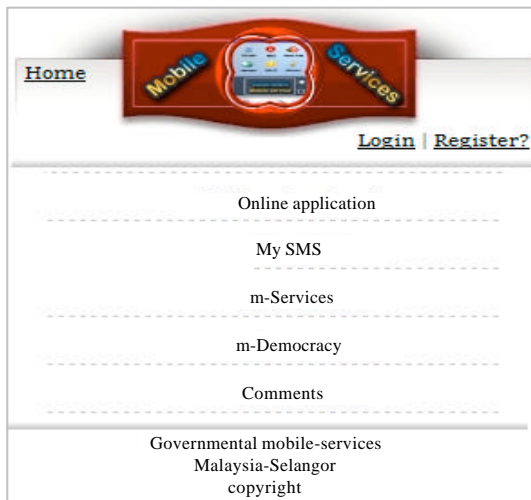 Mobile Services
Home
Login | Register?
Online application
My SMS
m-Services
m-Democracy
Comments
Governmental mobile-services
Malaysia-Selangor
copyright